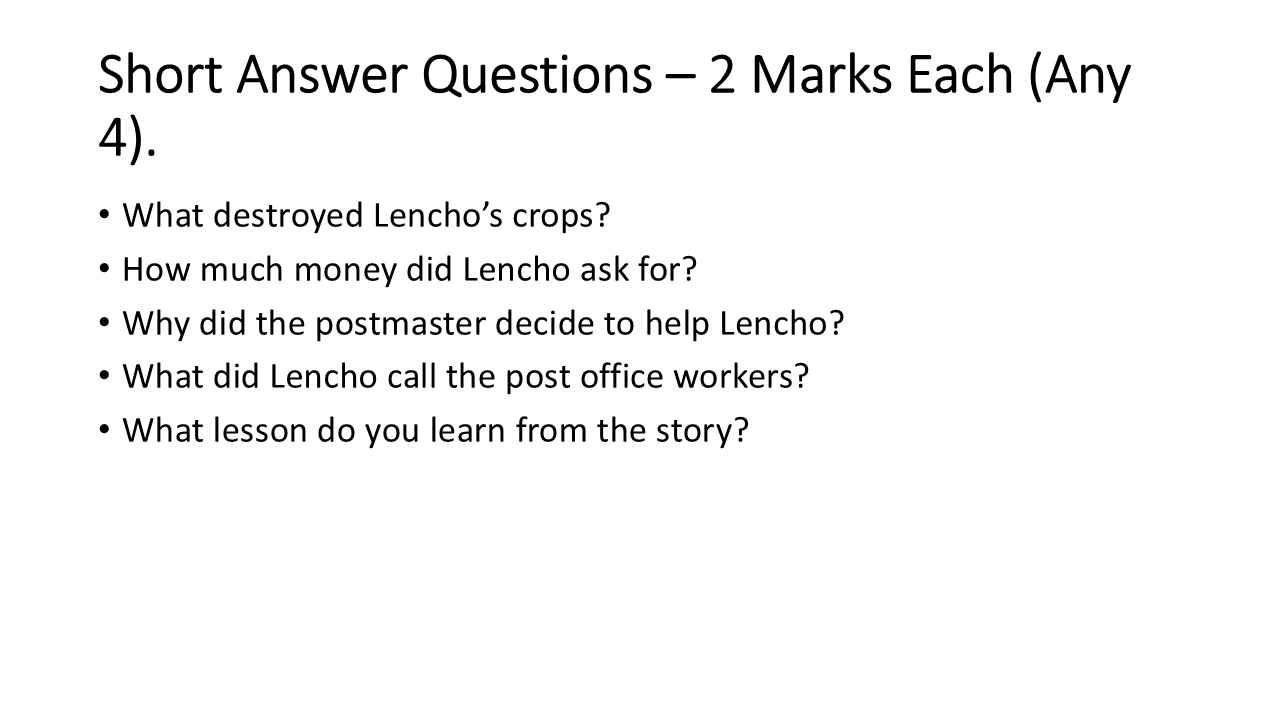 Short Answer Questions – 2 Marks Each (Any
4).
• What destroyed Lencho’s crops?
• How much money did Lencho ask for?
• Why did the postmaster decide to help Lencho?
• What did Lencho call the post office workers?
• What lesson do you learn from the story?